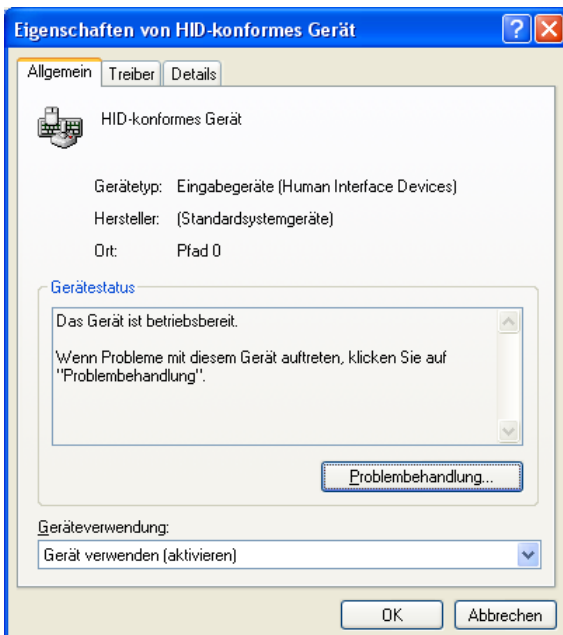 Eigenschaften von HID-konformes Gerät
Allgemein Treiber Details
HID-konformes Gerät
Gerätetyp: Eingabegeräte (Human Interface Devices)
Hersteller: (Standardsystemgeräte)
Ort: Pfad 0
Gerätestatus
Das Gerät ist betriebsbereit.
Wenn Probleme mit diesem Gerät auftreten, klicken Sie auf
"Problembehandlung".
Problembehandlung...
Geräteverwendung:
Gerät verwenden (aktivieren)
OK Abbrechen